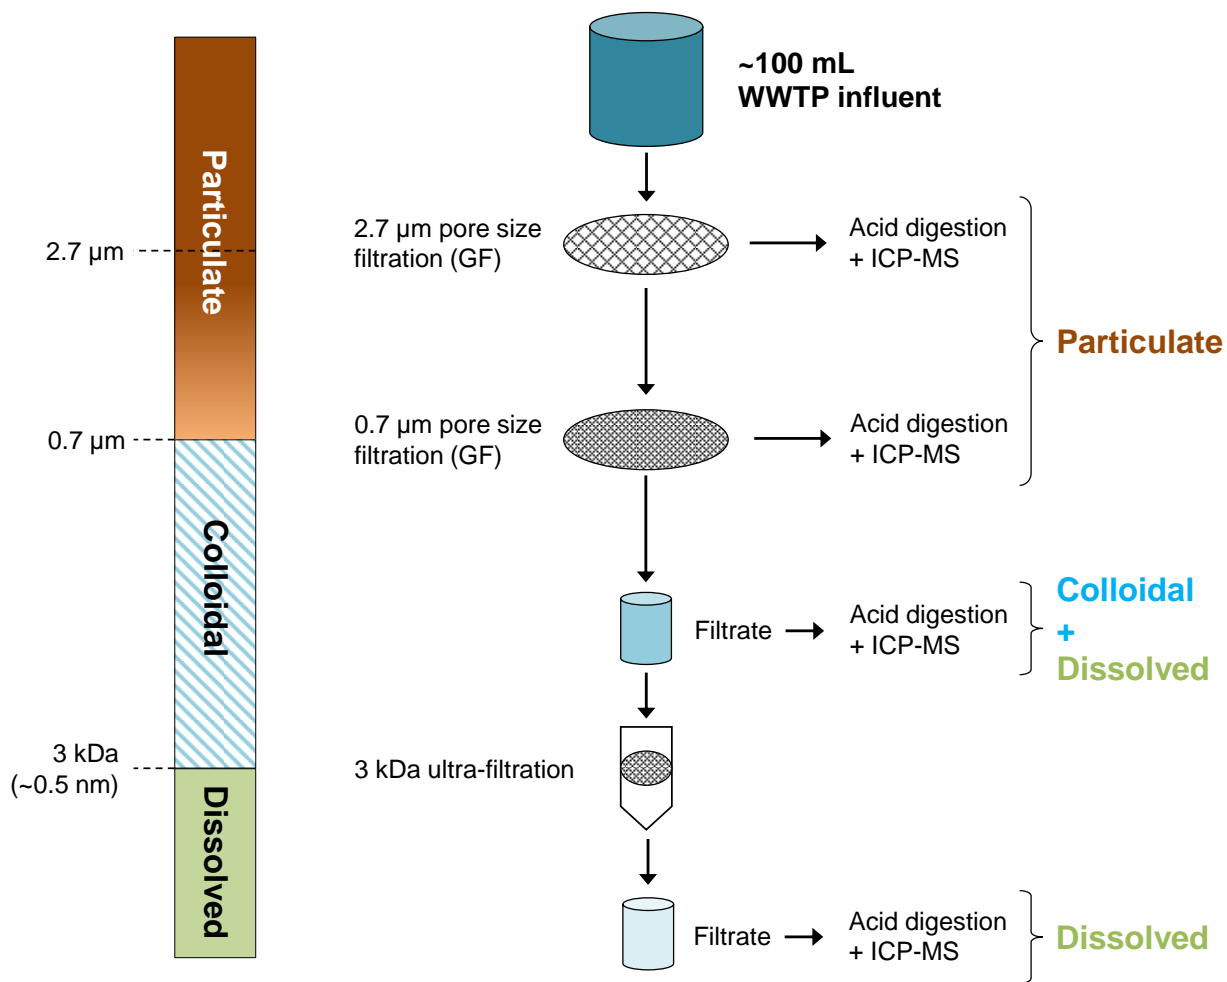 ~100 mL
WWTP influent
Particulate
2.7 µm
0.7 µm
Colloidal
3 kDa
(~0.5 nm)
Dissolved
2.7 µm pore size
filtration (GF)
Acid digestion
+ ICP-MS
0.7 µm pore size
filtration (GF)
Acid digestion
+ ICP-MS
Particulate
Filtrate
Acid digestion
+ ICP-MS
Colloidal
+
Dissolved
3 kDa ultra-filtration
Filtrate
Acid digestion
+ ICP-MS
Dissolved